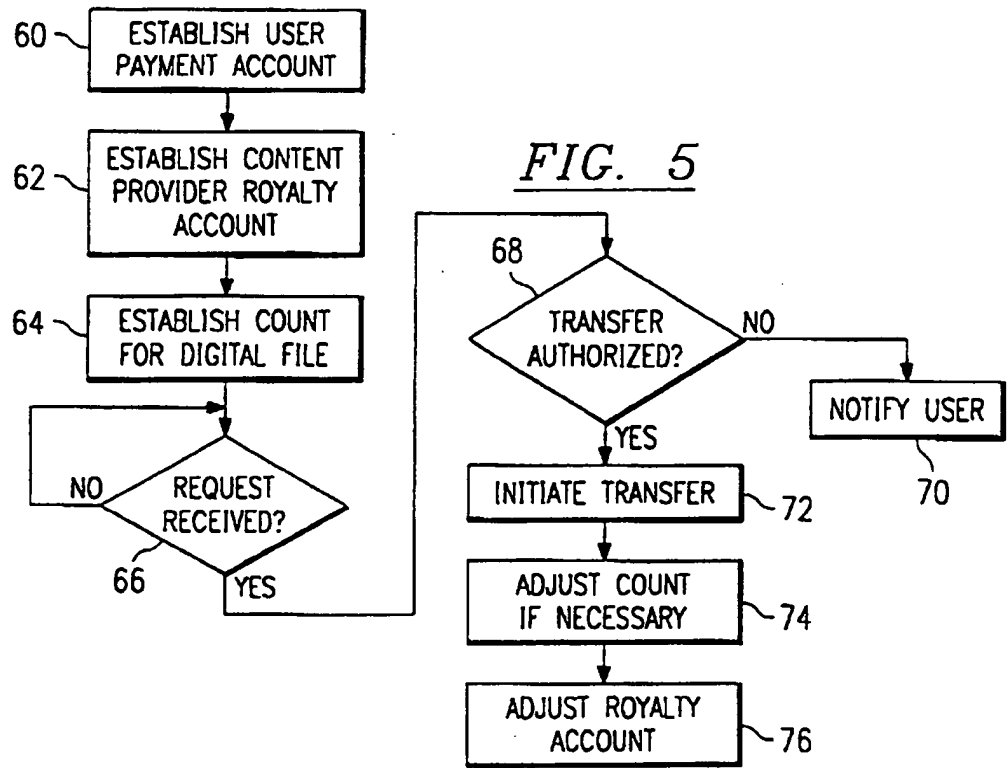 60
ESTABLISH USER
PAYMENT ACCOUNT
62
ESTABLISH CONTENT
PROVIDER ROYALTY
ACCOUNT
64
ESTABLISH COUNT
FOR DIGITAL FILE
NO
REQUEST
RECEIVED?
66
YES
FIG. 5
68
TRANSFER
AUTHORIZED?
NO
NOTIFY USER
70
YES
INITIATE TRANSFER
72
ADJUST COUNT
IF NECESSARY
74
ADJUST ROYALTY
ACCOUNT
76